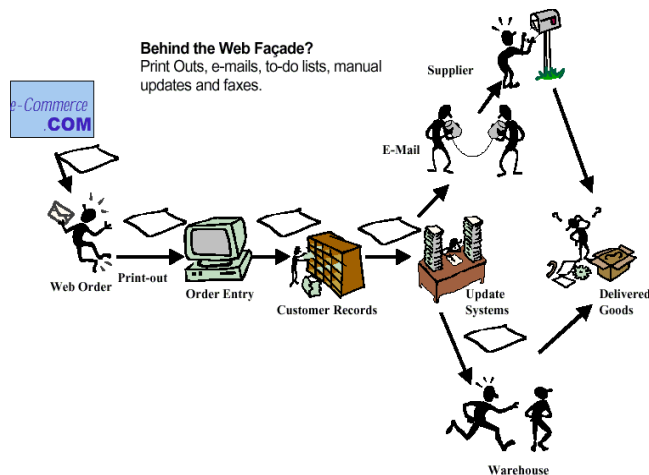 Behind the Web Façade?
Print Outs, e-mails, to-do lists, manual
updates and faxes.
e-Commerce
.COM
Supplier
E-Mail
Web Order
Print-out
Order Entry
Customer Records
Update
Systems
Delivered
Goods
? ?
?
Warehouse